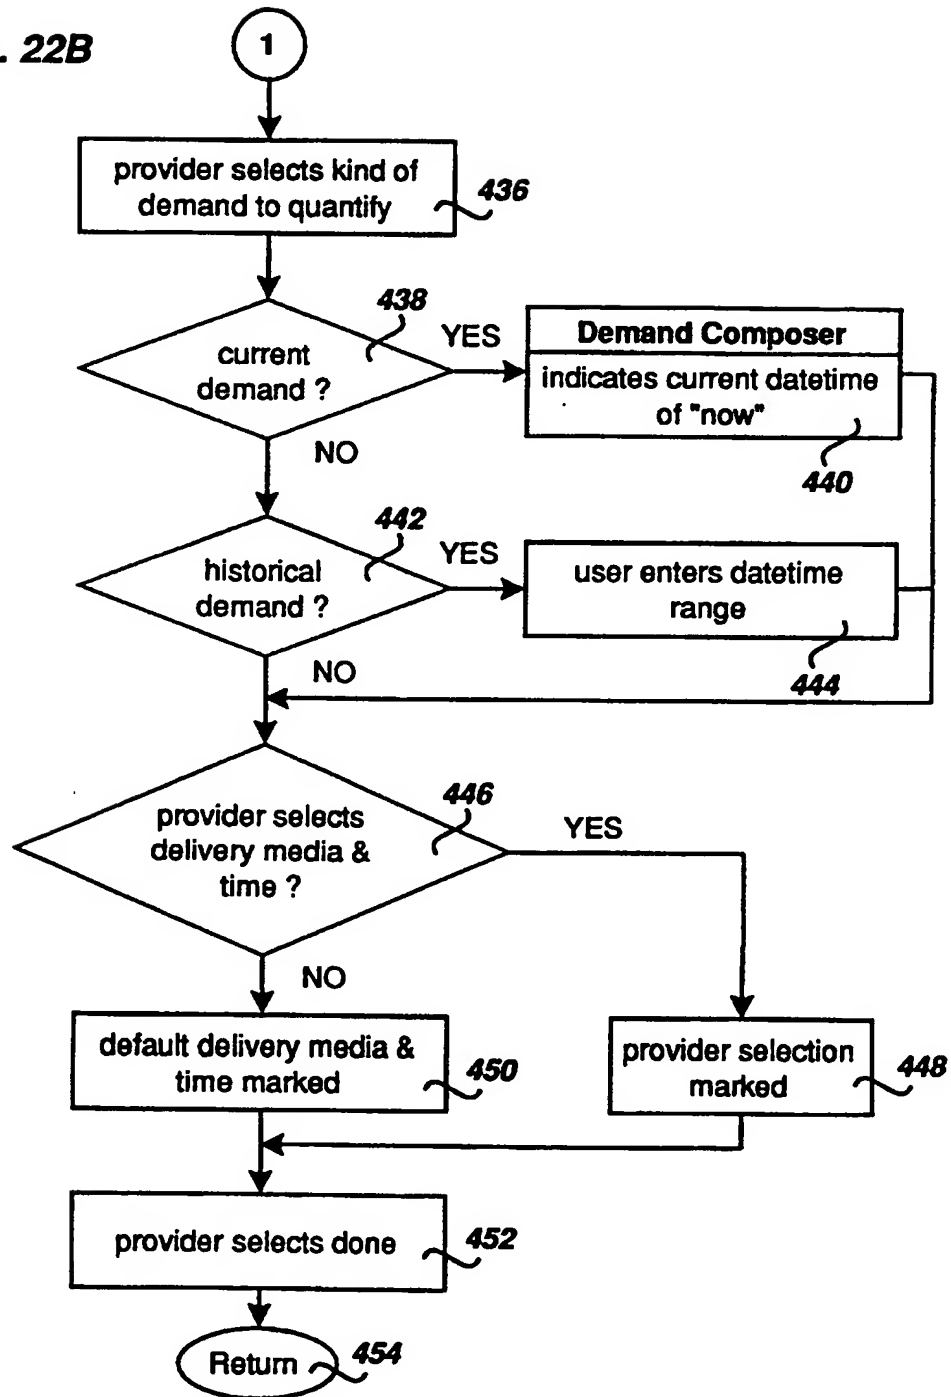 . 22B
1
provider selects kind of
demand to quantify
436
438
current
demand ?
YES
Demand Composer
indicates current datetime
of "now"
440
NO
442
historical
demand ?
YES
user enters datetime
range
444
NO
446
provider selects
delivery media &
time ?
YES
NO
default delivery media &
time marked
450
provider selection
marked
448
provider selects done
452
Return
454